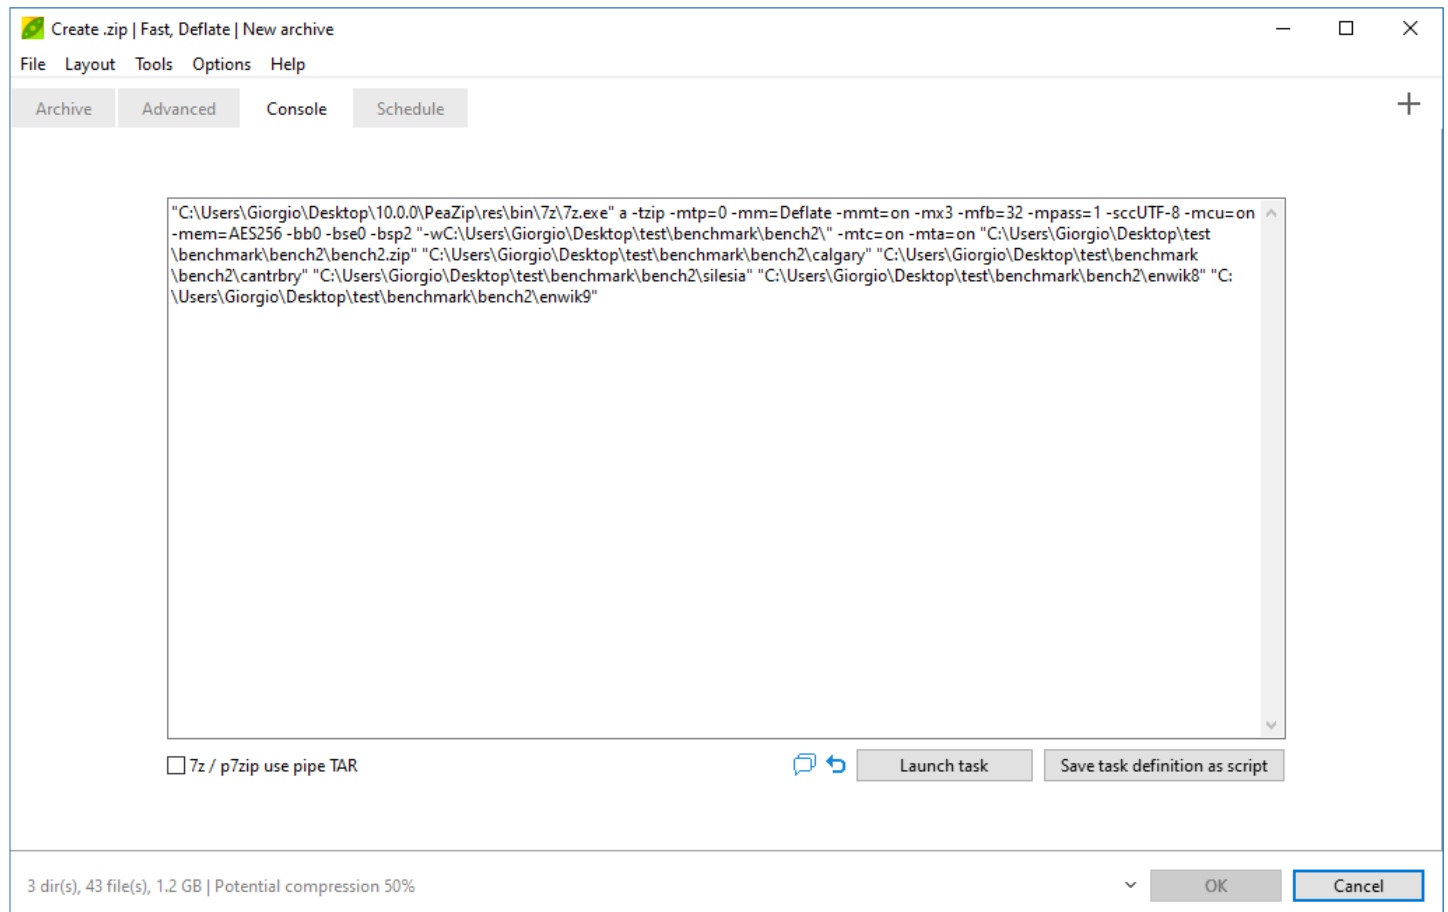 Create .zip | Fast, Deflate | New archive
File Layout Tools Options Help
Archive Advanced Console Schedule
"C:\Users\Giorgio\Desktop\10.0.0\PeaZip\res\bin\7z\7z.exe" a -tzip -mtp=0 -mm=Deflate -mmt=on -mx3 -mfb=32 -mpass=1 -sccUTF-8 -mcu=on
-mem=AES256 -bb0 -bse0 -bsp2 "-wC:\Users\Giorgio\Desktop\test\benchmark\bench2\" -mtc=on -mta=on "C:\Users\Giorgio\Desktop\test
\benchmark\bench2\bench2.zip" "C:\Users\Giorgio\Desktop\test\benchmark\bench2\calgary" "C:\Users\Giorgio\Desktop\test\benchmark
\bench2\cantrbry" "C:\Users\Giorgio\Desktop\test\benchmark\bench2\silesia" "C:\Users\Giorgio\Desktop\test\benchmark\bench2\enwik8" "C:
\Users\Giorgio\Desktop\test\benchmark\bench2\enwik9"
7z / p7zip use pipe TAR Launch task Save task definition as script
3 dir(s), 43 file(s), 1.2 GB | Potential compression 50% OK Cancel